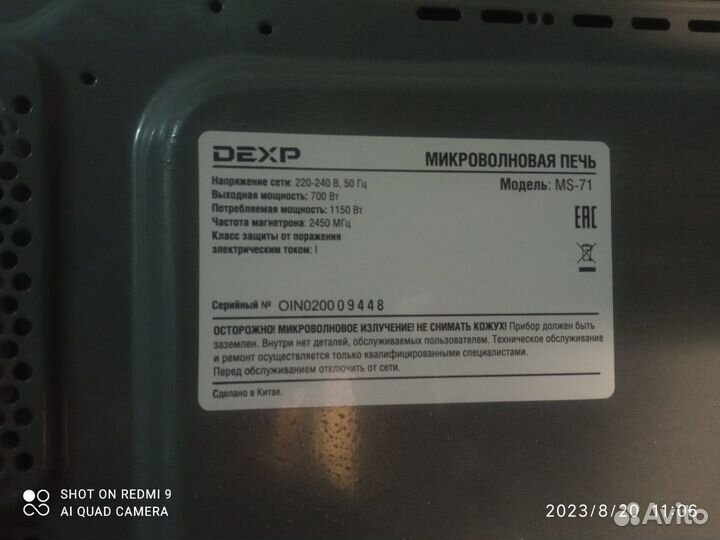 DEXP
МИКРОВОЛНОВАЯ ПЕЧЬ
Модель: MS-71
Напряжение сети: 220-240 В, 50 Гц
Выходная мощность: 700 Вт
Потребляемая мощность: 1150 Вт
Частота магнетрона: 2450 МГц
Класс защиты от поражения
электрическим током: I
EAC
Серийный № OIN020009448
ОСТОРОЖНО! МИКРОВОЛНОВОЕ ИЗЛУЧЕНИЕ! НЕ СНИМАТЬ КОЖУХ! Прибор должен быть
заземлен. Внутри нет деталей, обслуживаемых пользователем. Техническое обслуживание
и ремонт осуществляется только квалифицированными специалистами.
Перед обслуживанием отключить от сети.
Сделано в Китае.
SHOT ON REDMI 9
AI QUAD CAMERA
2023/8/20 11:06
Avito